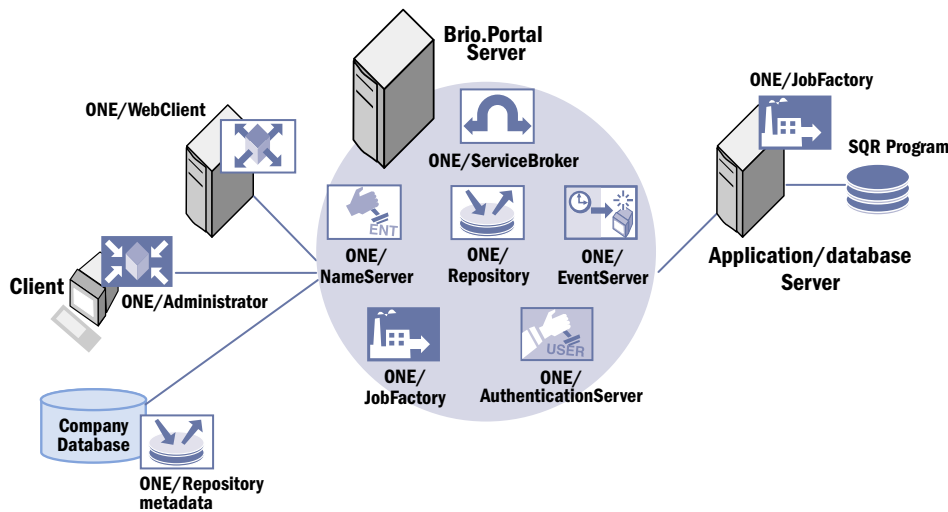 Brio.Portal
Server
ONE/WebClient
ONE/JobFactory
SQR Program
ONE/ServiceBroker
ENT
ONE/
NameServer
ONE/
Repository
ONE/
EventServer
Application/database
Server
Client
ONE/Administrator
USER
ONE/
JobFactory
ONE/
AuthenticationServer
Company
Database
ONE/Repository
metadata